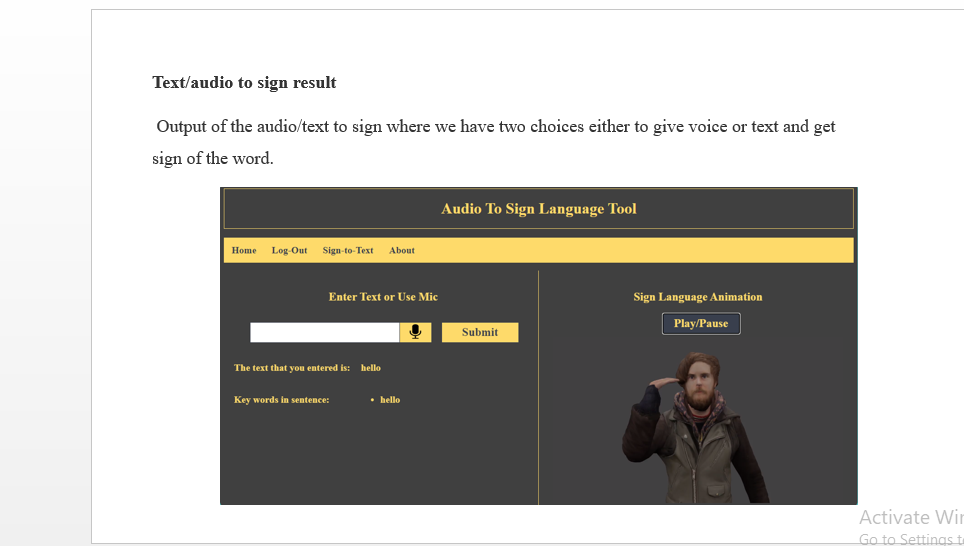 Text/audio to sign result
Output of the audio/text to sign where we have two choices either to give voice or text and get
sign of the word.
Audio To Sign Language Tool
Home Log-Out Sign-to-Text About
Enter Text or Use Mic
Submit
The text that you entered is: hello
Key words in sentence: • hello
Sign Language Animation
Play/Pause
Activate Win
Go to Settings t